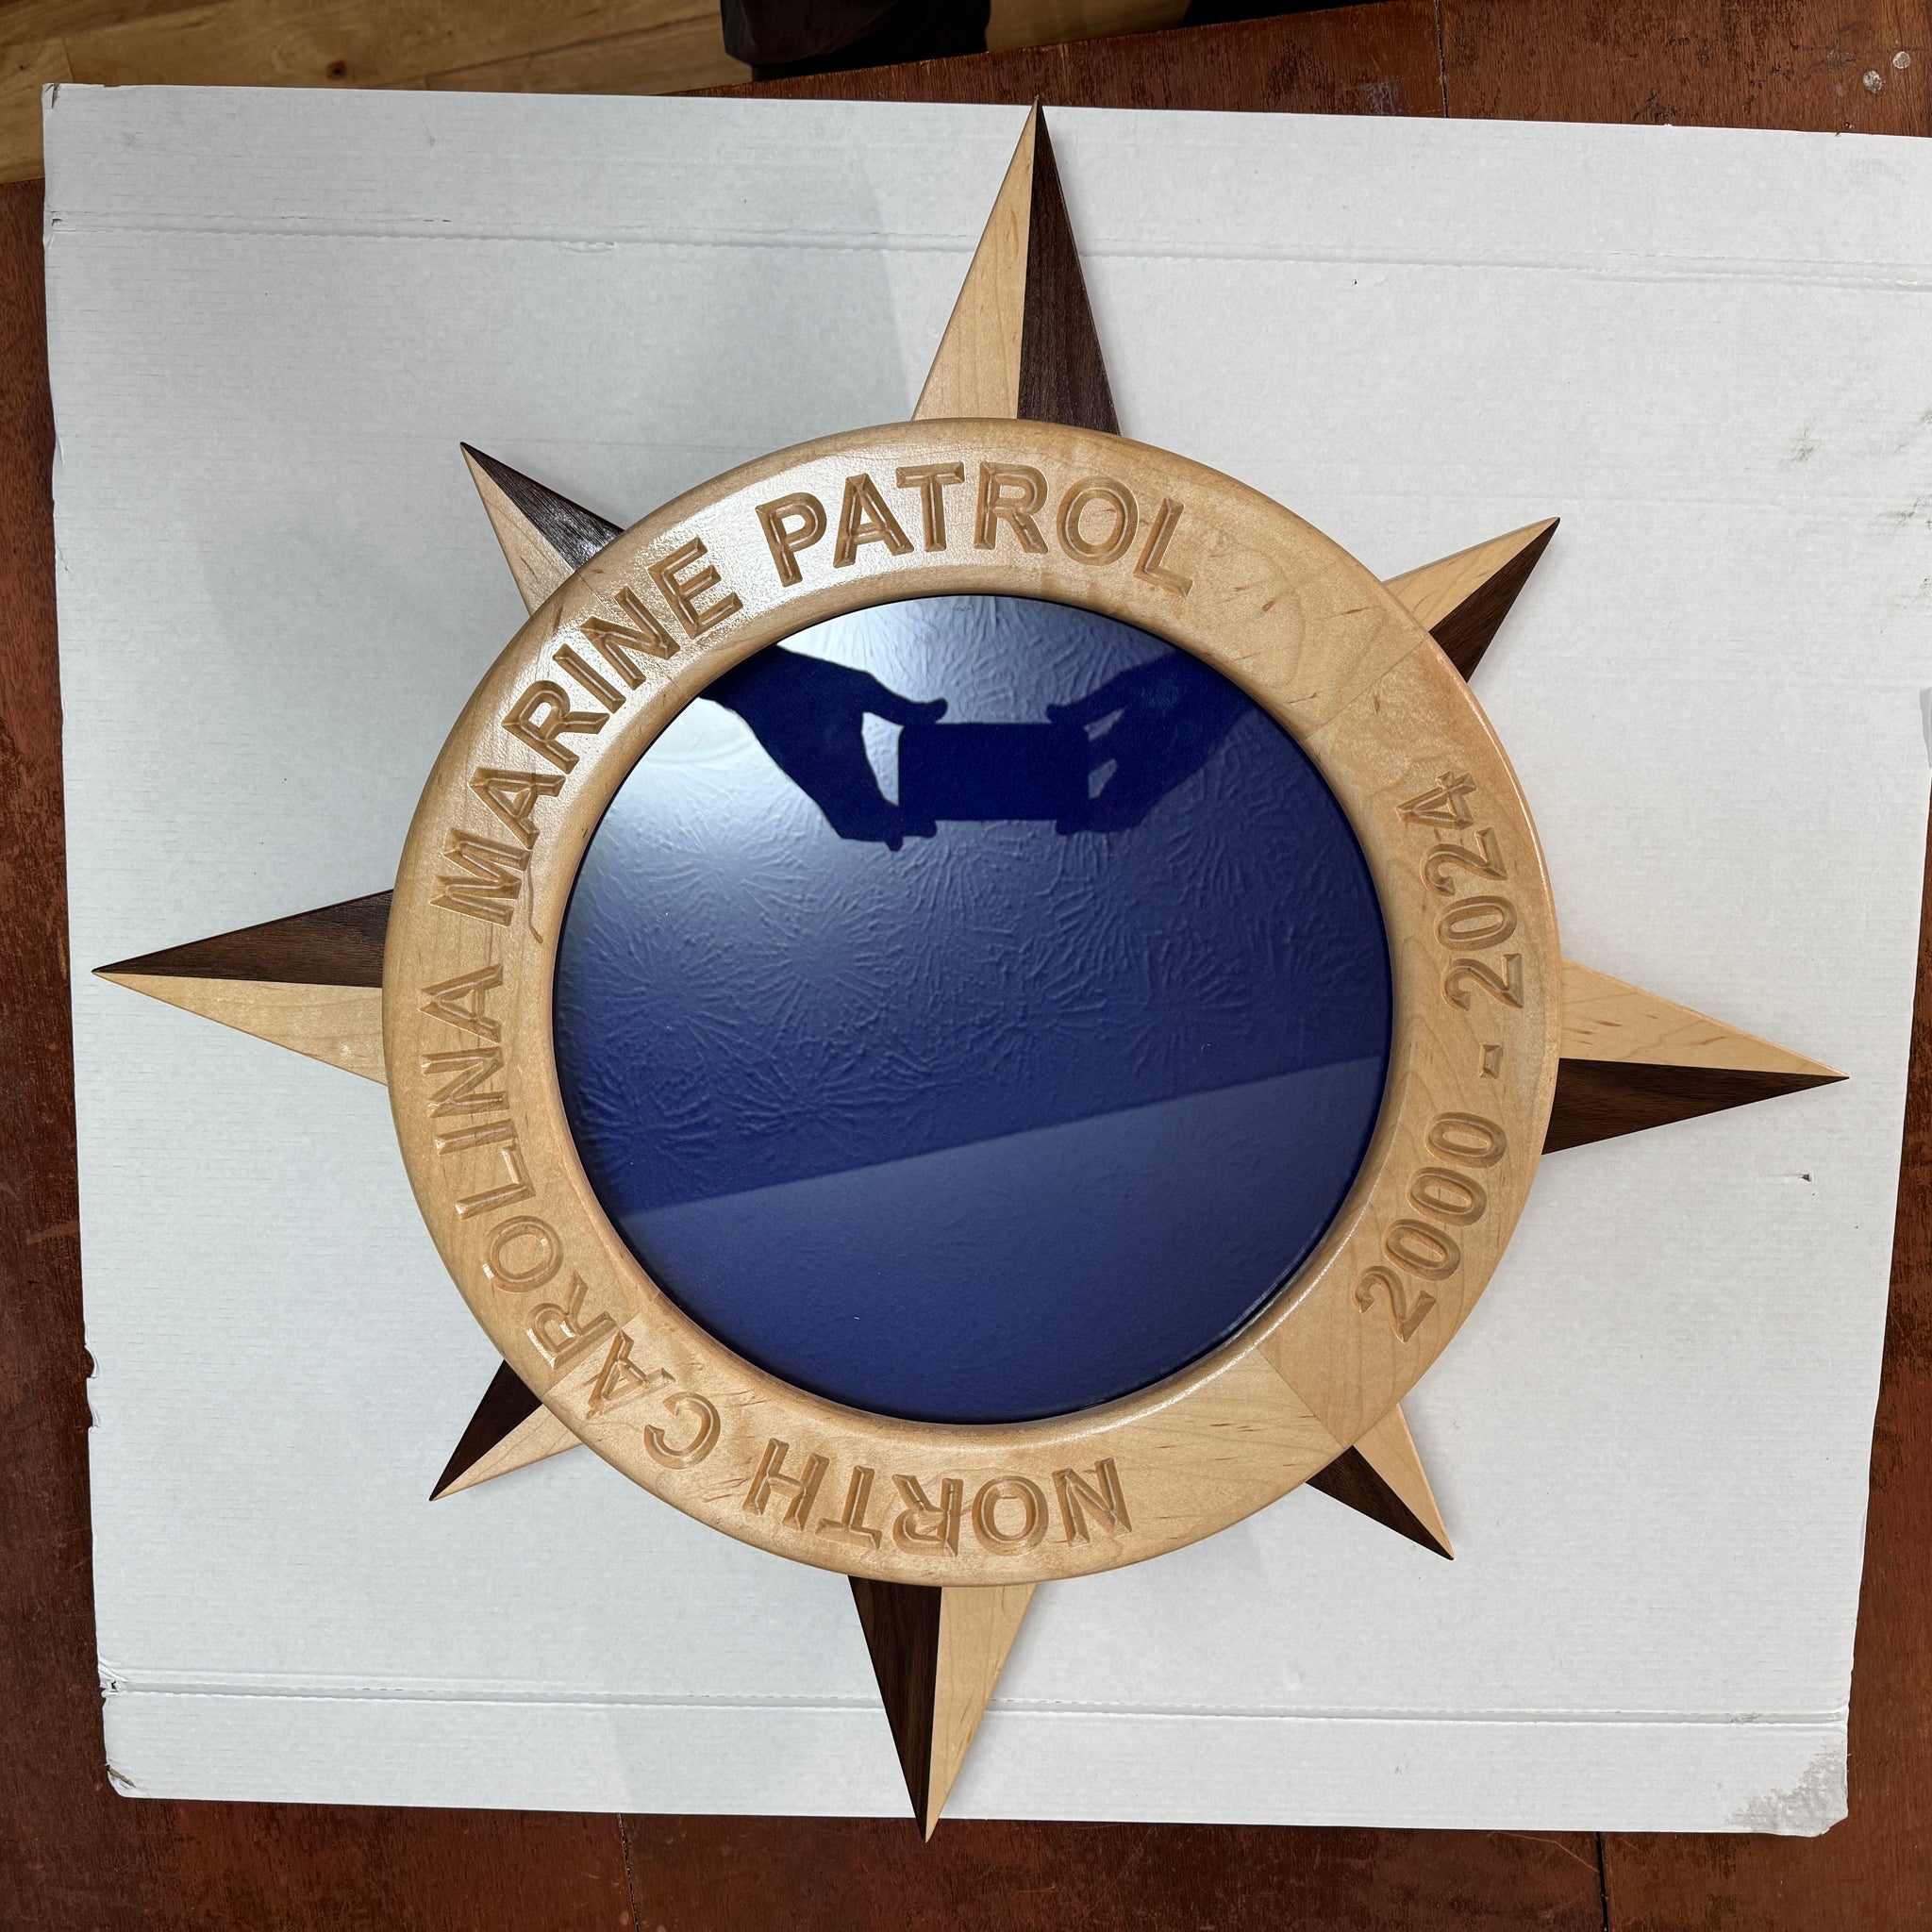 NORTH CAROLINA MARINE PATROL
2000 - 2024